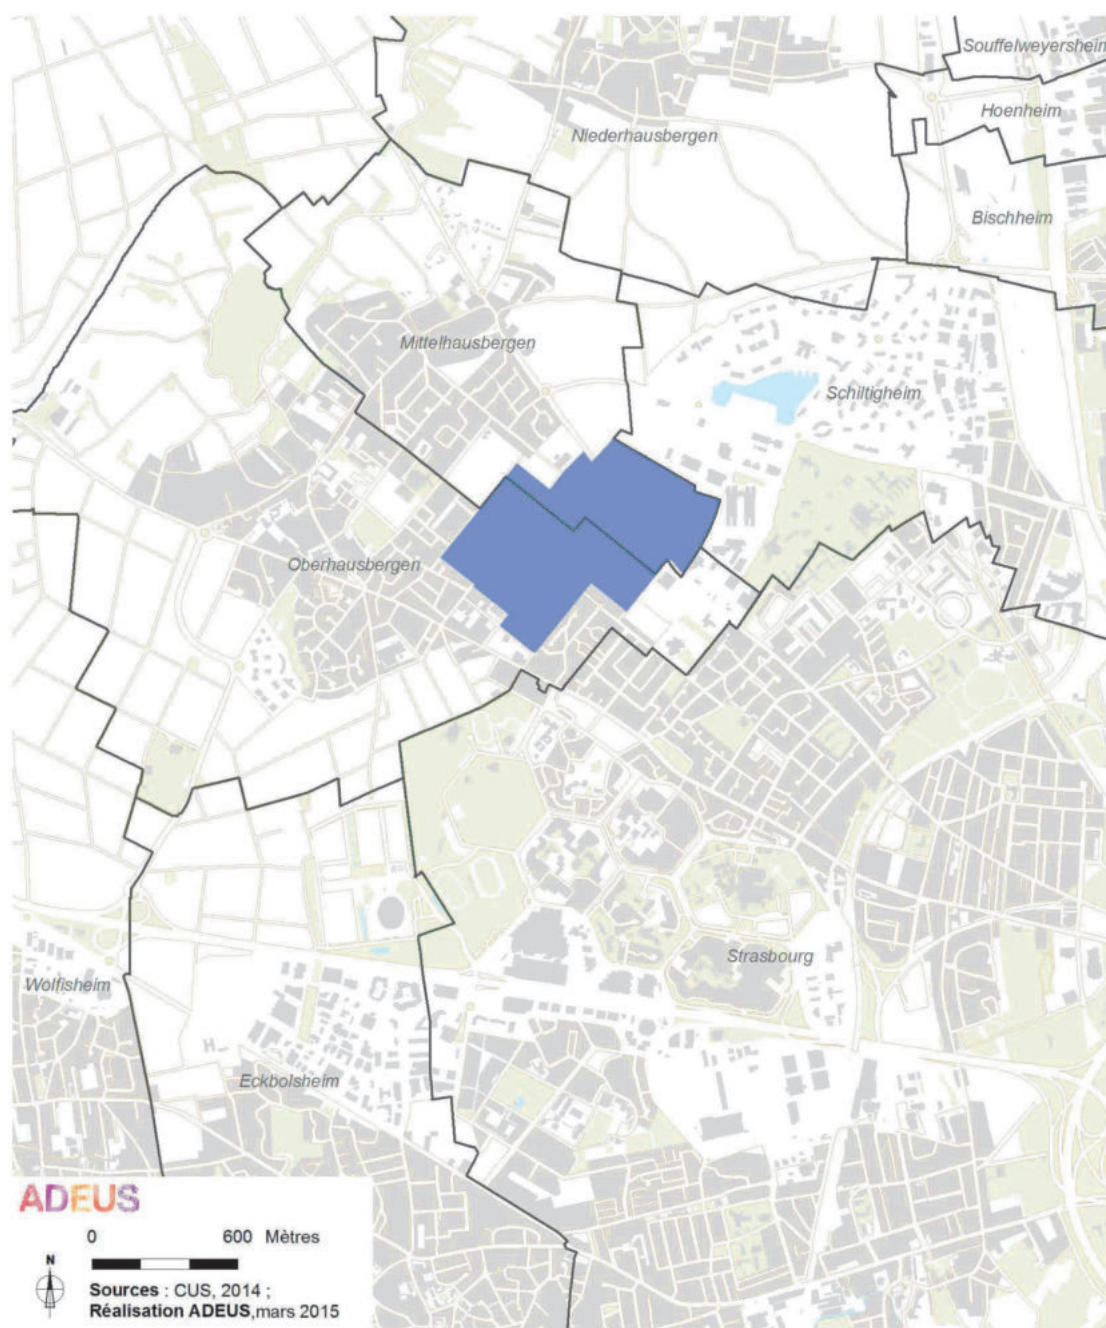 Souffelweyersheim
Hoenheim
Niederhausbergen
Bischheim
Mittelhausbergen
Schiltigheim
Oberhausbergen
Strasbourg
Wolfisheim
Eckbolsheim
ADEUS
0 600 Mètres
N
Sources : CUS, 2014 ;
Réalisation ADEUS,mars 2015